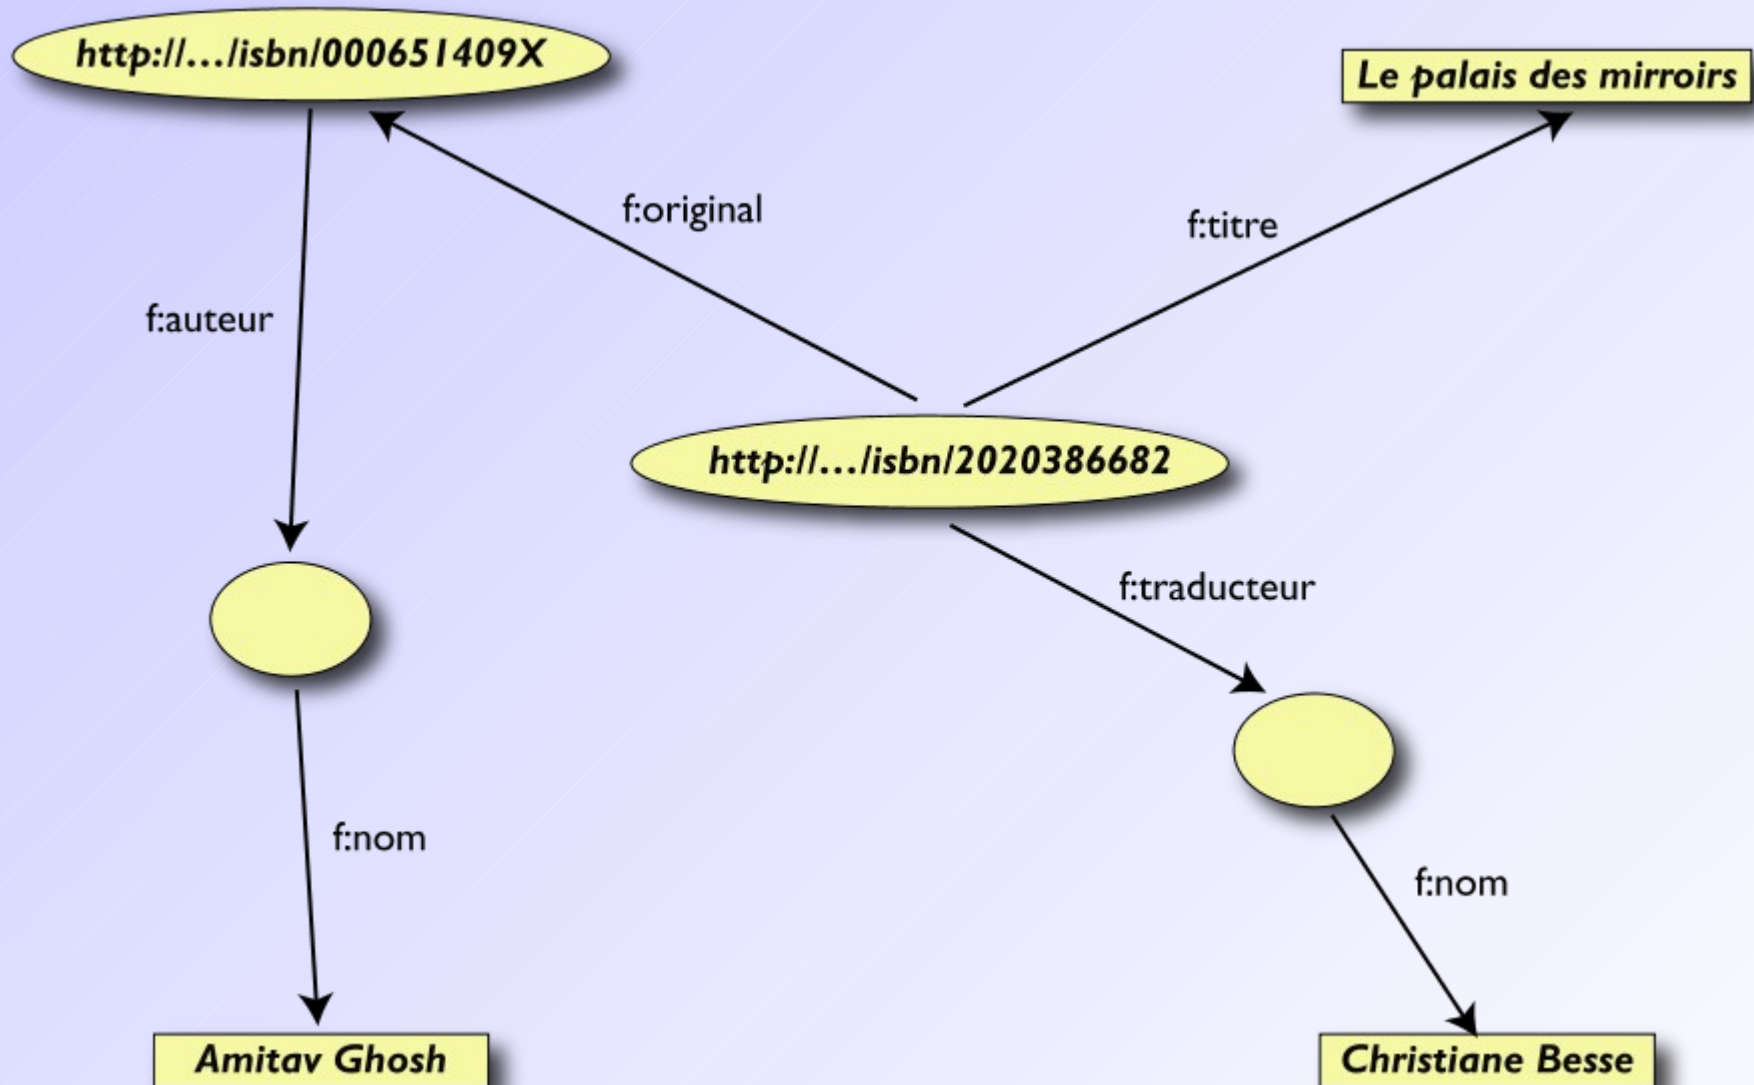 http://…/isbn/000651409X
Le palais des mirroirs
f:original
f:titre
f:auteur
http://…/isbn/2020386682
f:traducteur
f:nom
f:nom
Amitav Ghosh
Christiane Besse